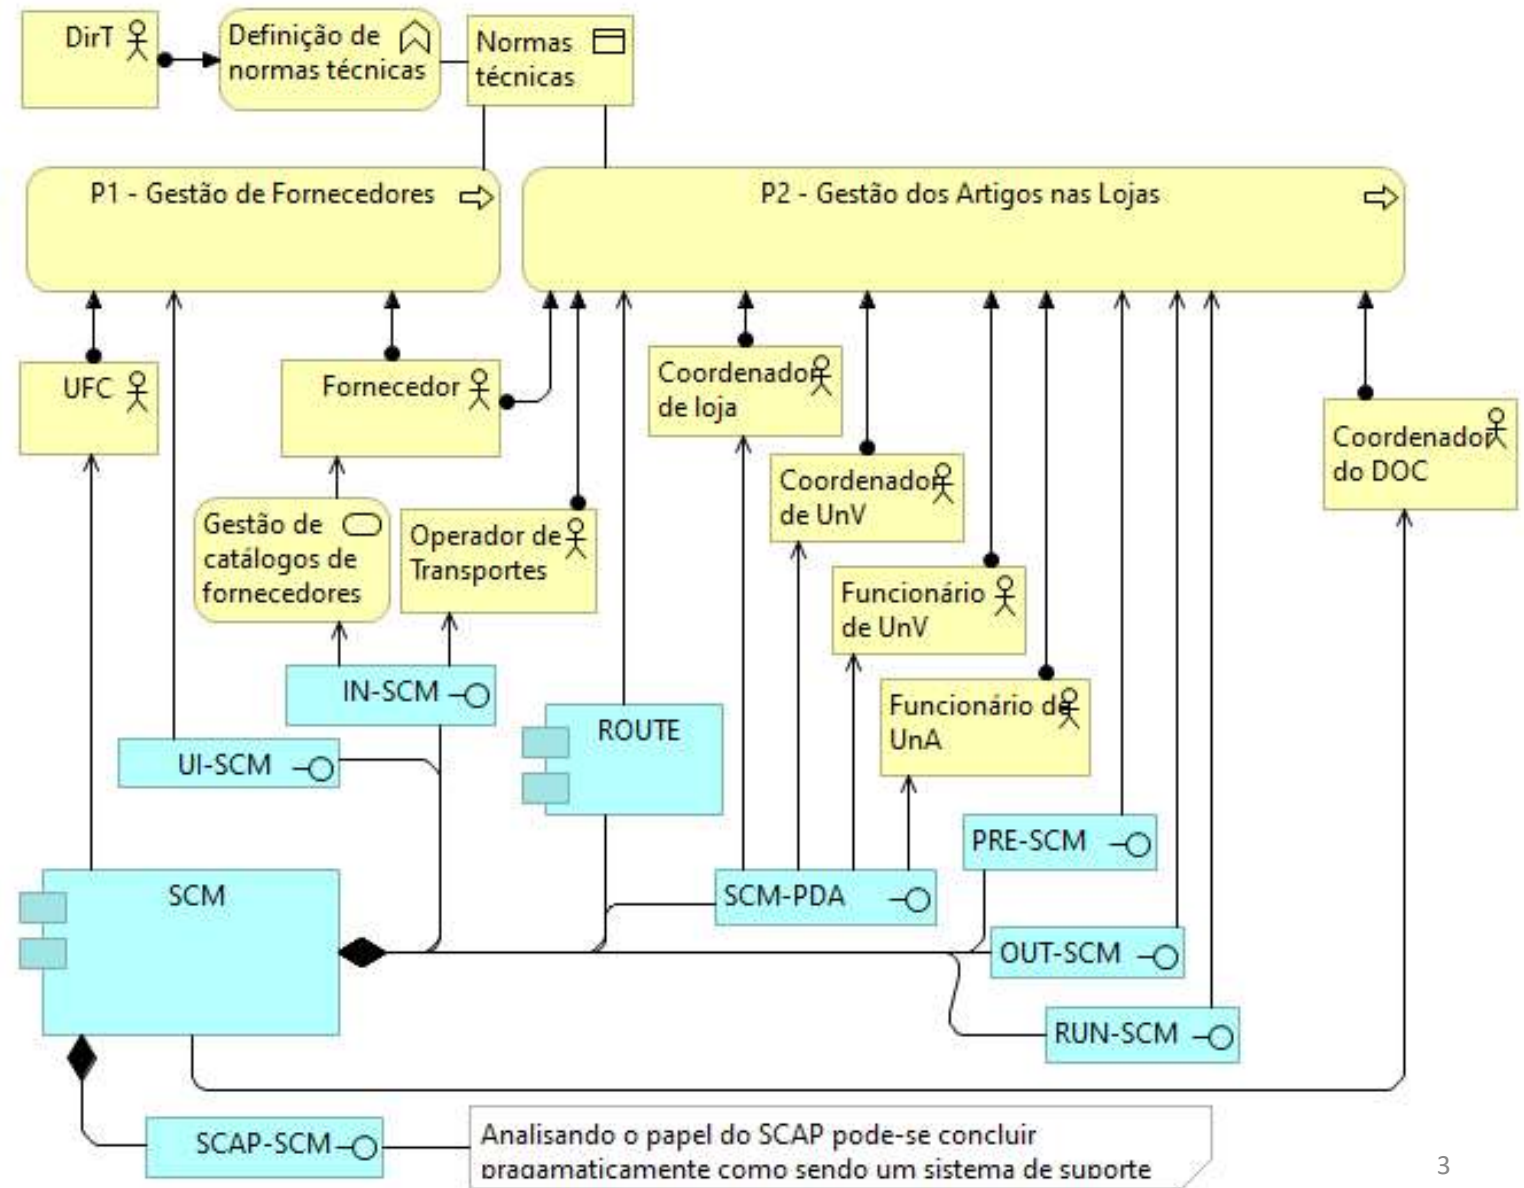 DirT
Definição de
normas técnicas
Normas
técnicas
P1 - Gestão de Fornecedores
P2 - Gestão dos Artigos nas Lojas
UFC
Fornecedor
Coordenador
de loja
Coordenador
do DOC
Coordenador
de UnV
Gestão de
catálogos de
fornecedores
Operador de
Transportes
Funcionário
de UnV
Funcionário de
UnA
IN-SCM
ROUTE
UI-SCM
PRE-SCM
SCM
SCM-PDA
OUT-SCM
RUN-SCM
SCAP-SCM
Analisando o papel do SCAP pode-se concluir
pragamaticamente como sendo um sistema de suporte
3